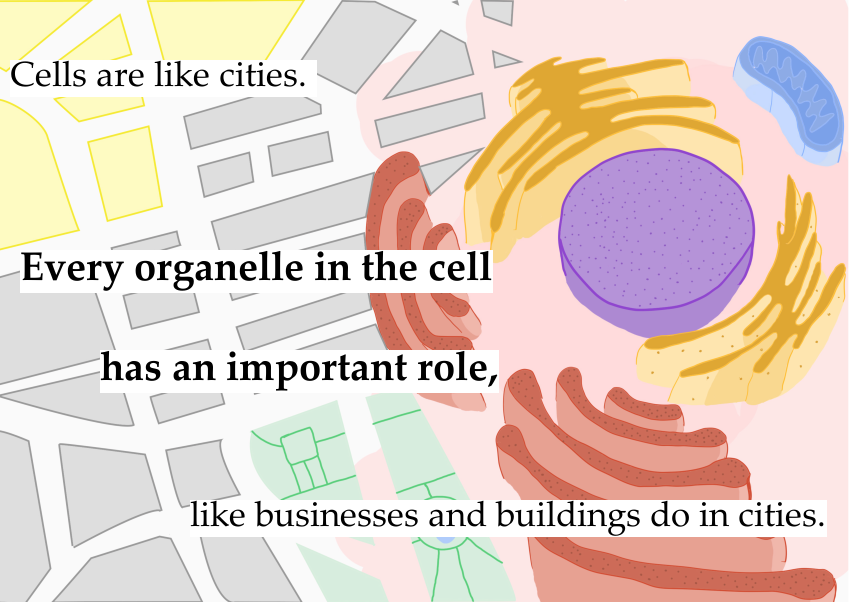 Cells are like cities.
Every organelle in the cell
has an important role,
like businesses and buildings do in cities.